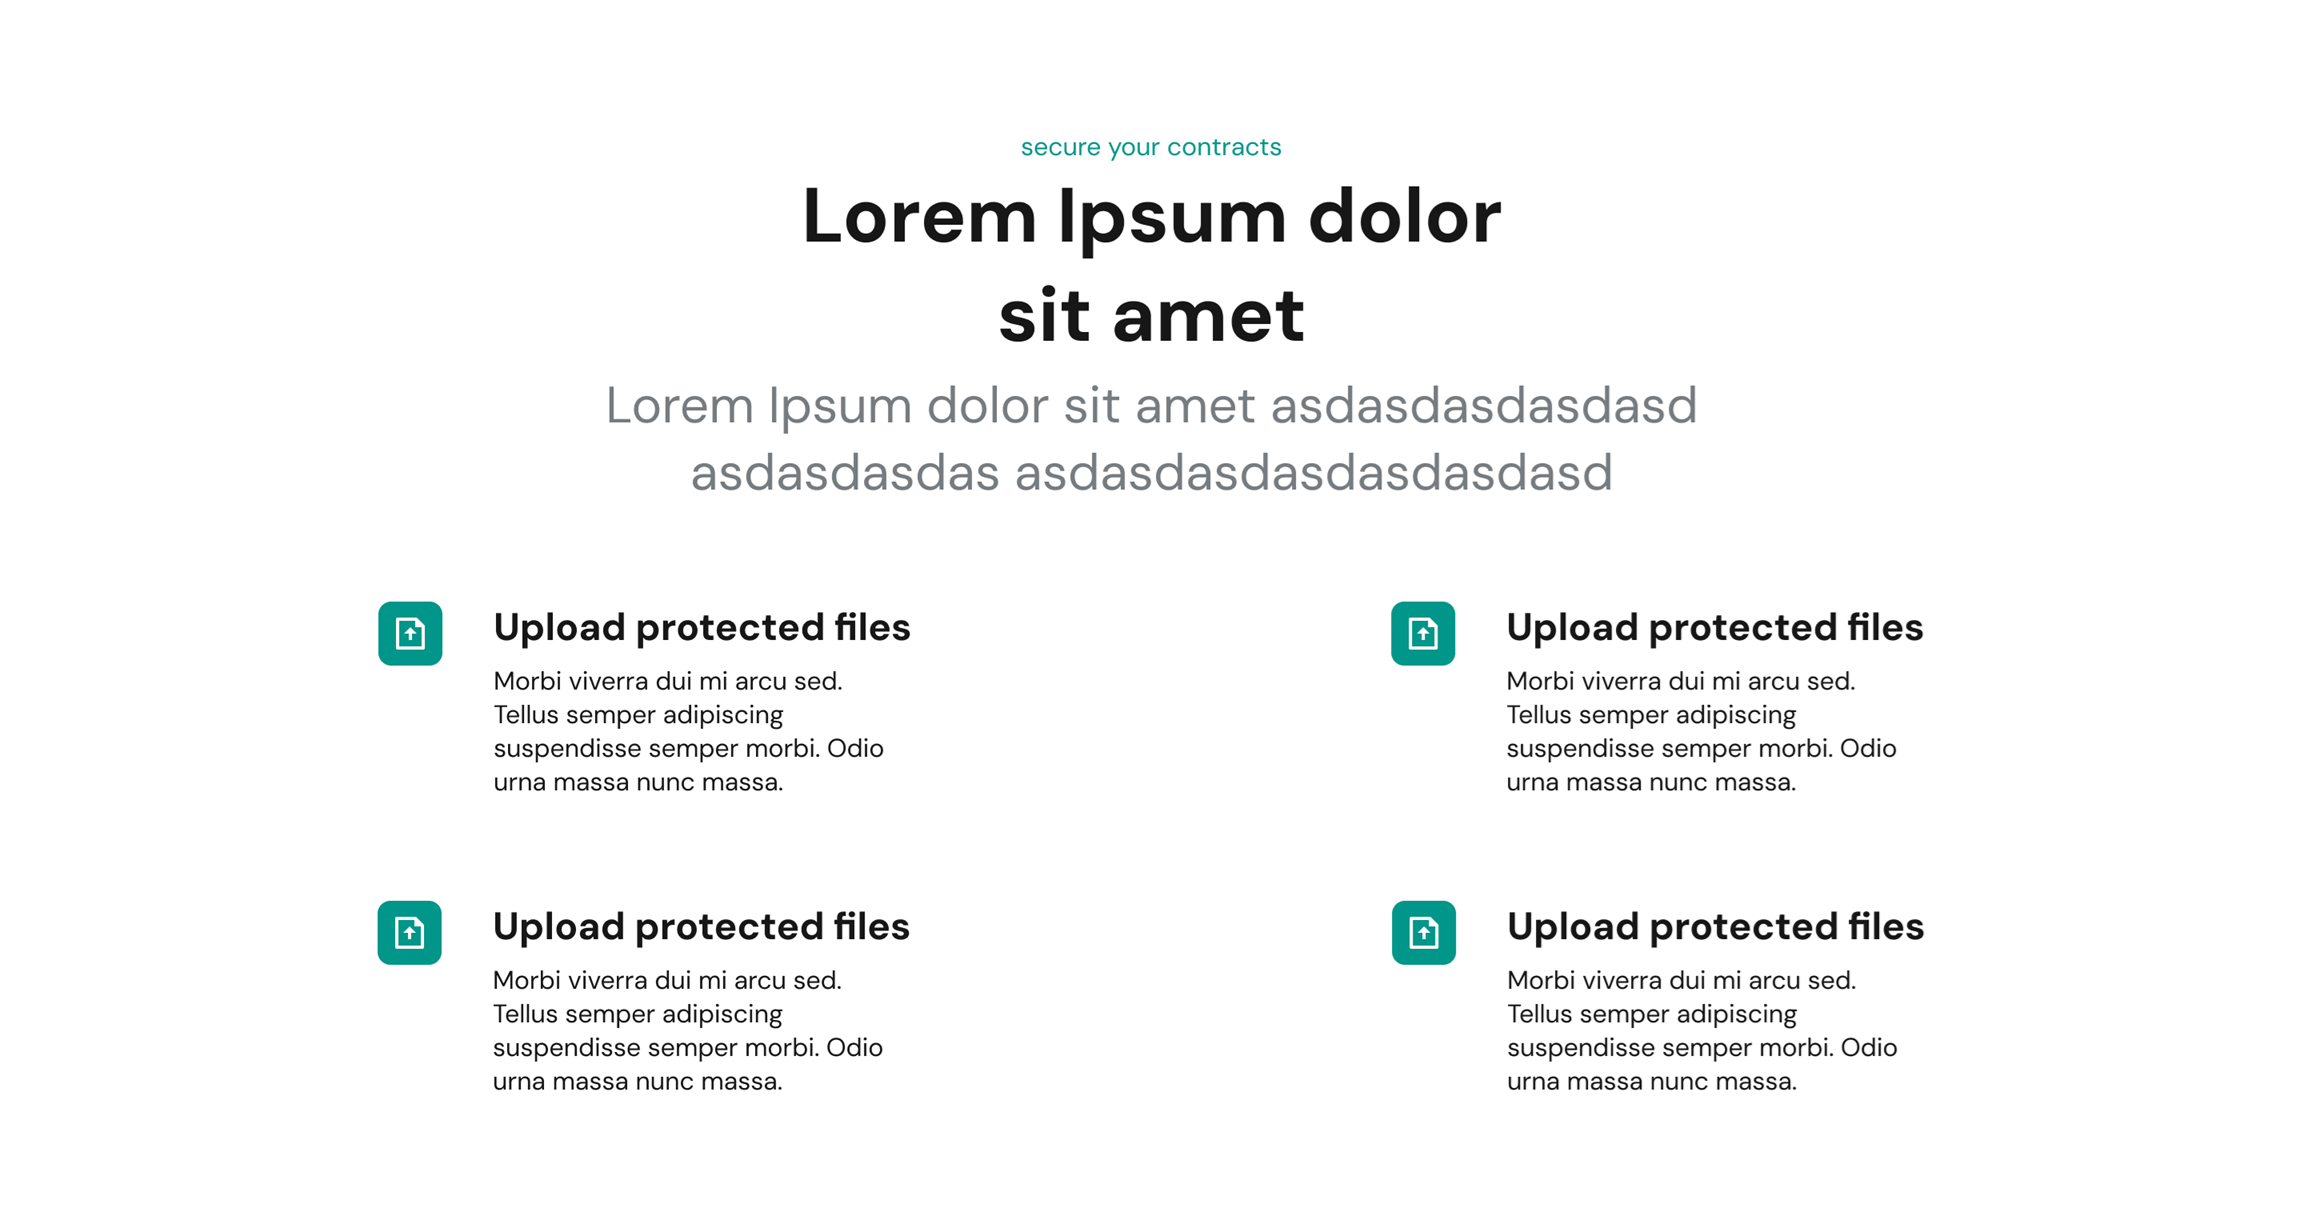 secure your contracts
Lorem Ipsum dolor
sit amet
Lorem Ipsum dolor sit amet asdasdasdasdasd
asdasdasdas asdasdasdasdasdasdasd
Upload protected files
Morbi viverra dui mi arcu sed.
Tellus semper adipiscing
suspendisse semper morbi. Odio
urna massa nunc massa.
Upload protected files
Morbi viverra dui mi arcu sed.
Tellus semper adipiscing
suspendisse semper morbi. Odio
urna massa nunc massa.
Upload protected files
Morbi viverra dui mi arcu sed.
Tellus semper adipiscing
suspendisse semper morbi. Odio
urna massa nunc massa.
Upload protected files
Morbi viverra dui mi arcu sed.
Tellus semper adipiscing
suspendisse semper morbi. Odio
urna massa nunc massa.